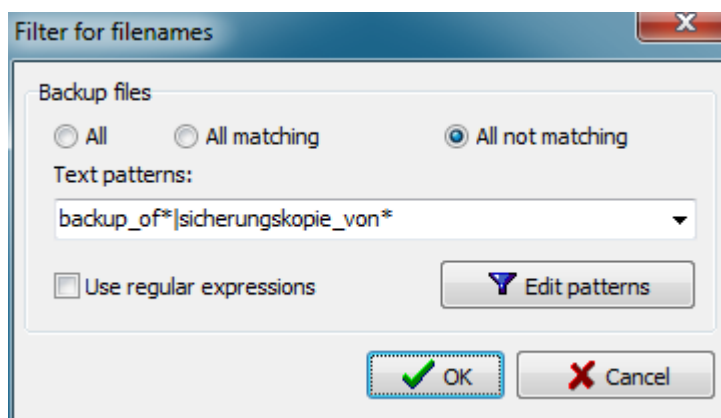 Filter for filenames
Backup files
All All matching All not matching
Text patterns:
backup_of*|sicherungskopie_von*
Use regular expressions Edit patterns
OK Cancel